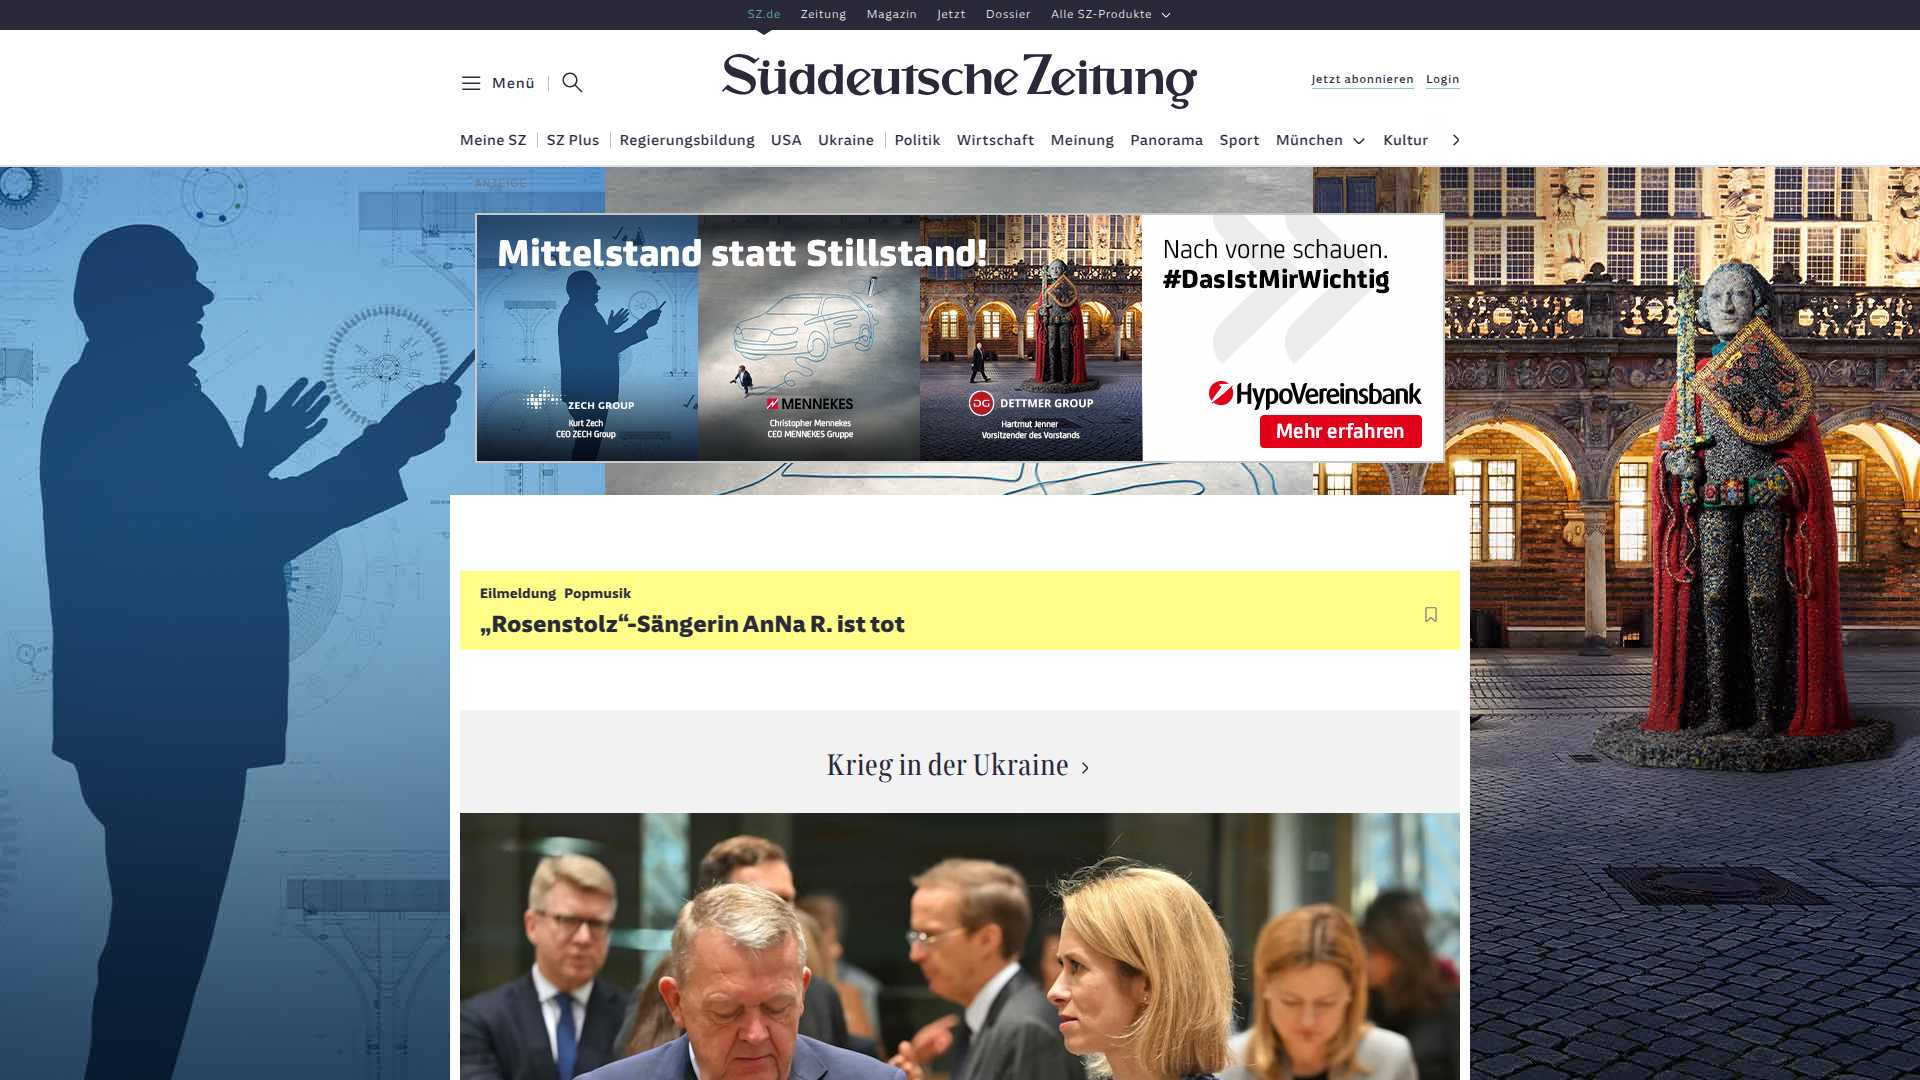 SZ.de Zeitung Magazin Jetzt Dossier Alle SZ-Produkte
Menü
Süddeutsche Zeitung
Jetzt abonnieren Login
Meine SZ SZ Plus Regierungsbildung USA Ukraine Politik Wirtschaft Meinung Panorama Sport München Kultur
ANZEIGE
Mittelstand statt Stillstand!
ZECH GROUP
Kurt Zech
CEO ZECH Group
MENNEKES
Christopher Mennekes
CEO MENNEKES Gruppe
DG DETTMER GROUP
Hartmut Jenner
Vorsitzender des Vorstands
Nach vorne schauen.
#DasIstMirWichtig
HypoVereinsbank
Mehr erfahren
Eilmeldung Popmusik
„Rosenstolz“-Sängerin AnNa R. ist tot
Krieg in der Ukraine